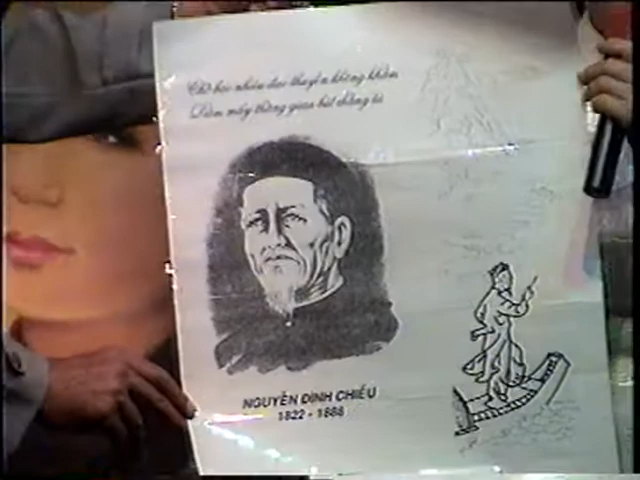 Chở bao nhiêu đạo thuyền không khẳm
Đâm mấy thằng gian bút chẳng tà
NGUYỄN ĐÌNH CHIỂU
1822 - 1888